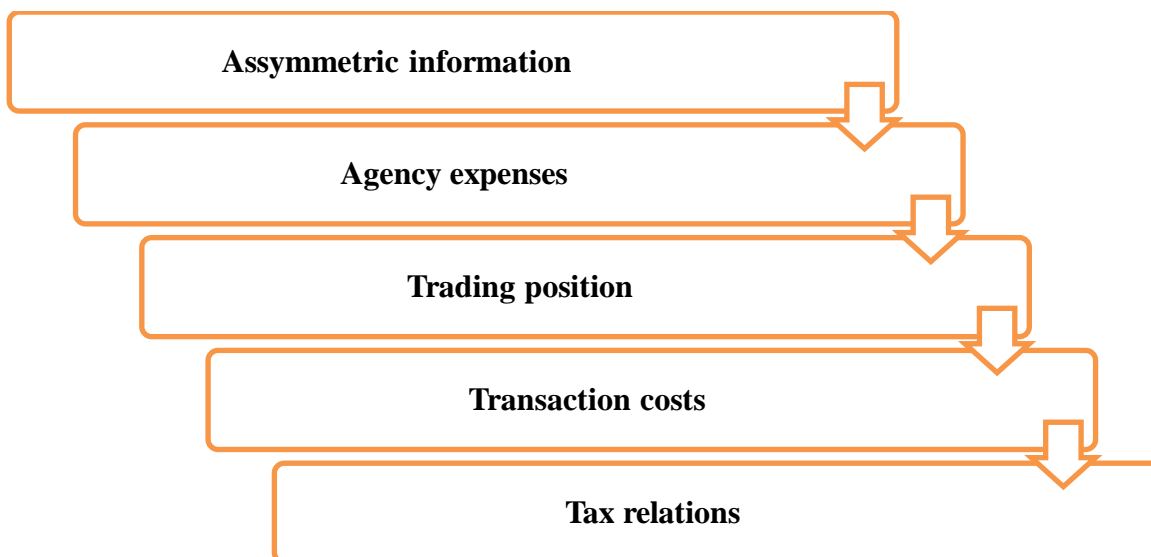 Assymmetric information
Agency expenses
Trading position
Transaction costs
Tax relations